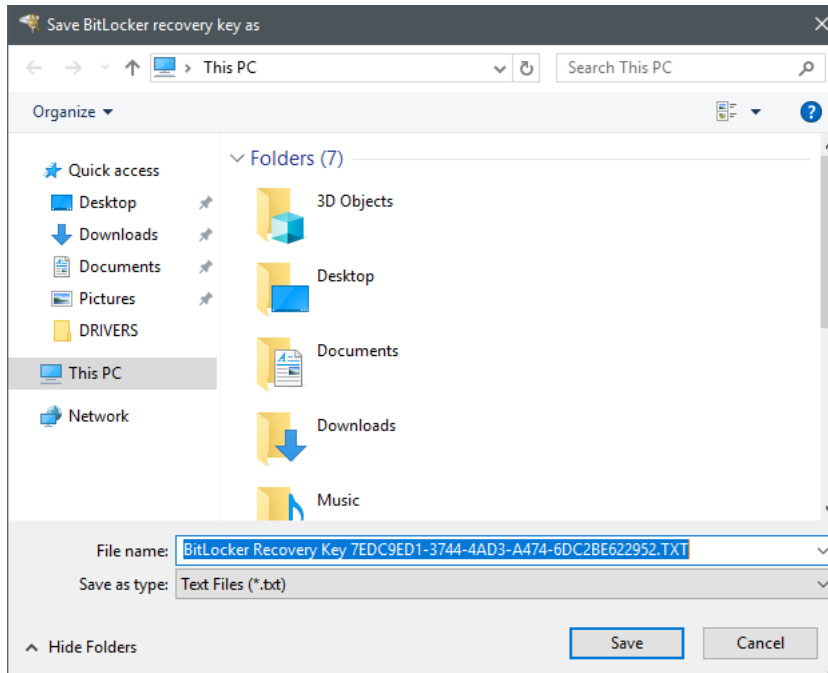 Save BitLocker recovery key as
This PC
Search This PC
Organize
Quick access
Desktop
Downloads
Documents
Pictures
DRIVERS
This PC
Network
Folders (7)
3D Objects
Desktop
Documents
Downloads
Music
File name: BitLocker Recovery Key 7EDC9ED1-3744-4AD3-A474-6DC2BE622952.TXT
Save as type: Text Files (*.txt)
Hide Folders
Save
Cancel